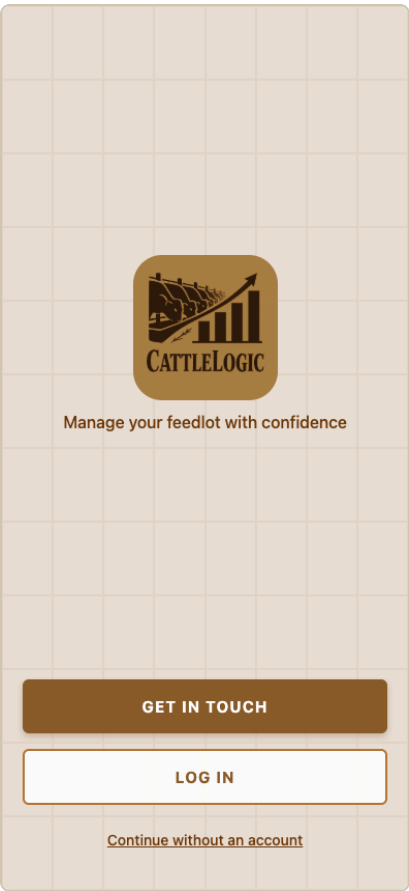 CATTLELOGIC
Manage your feedlot with confidence
GET IN TOUCH
LOG IN
Continue without an account